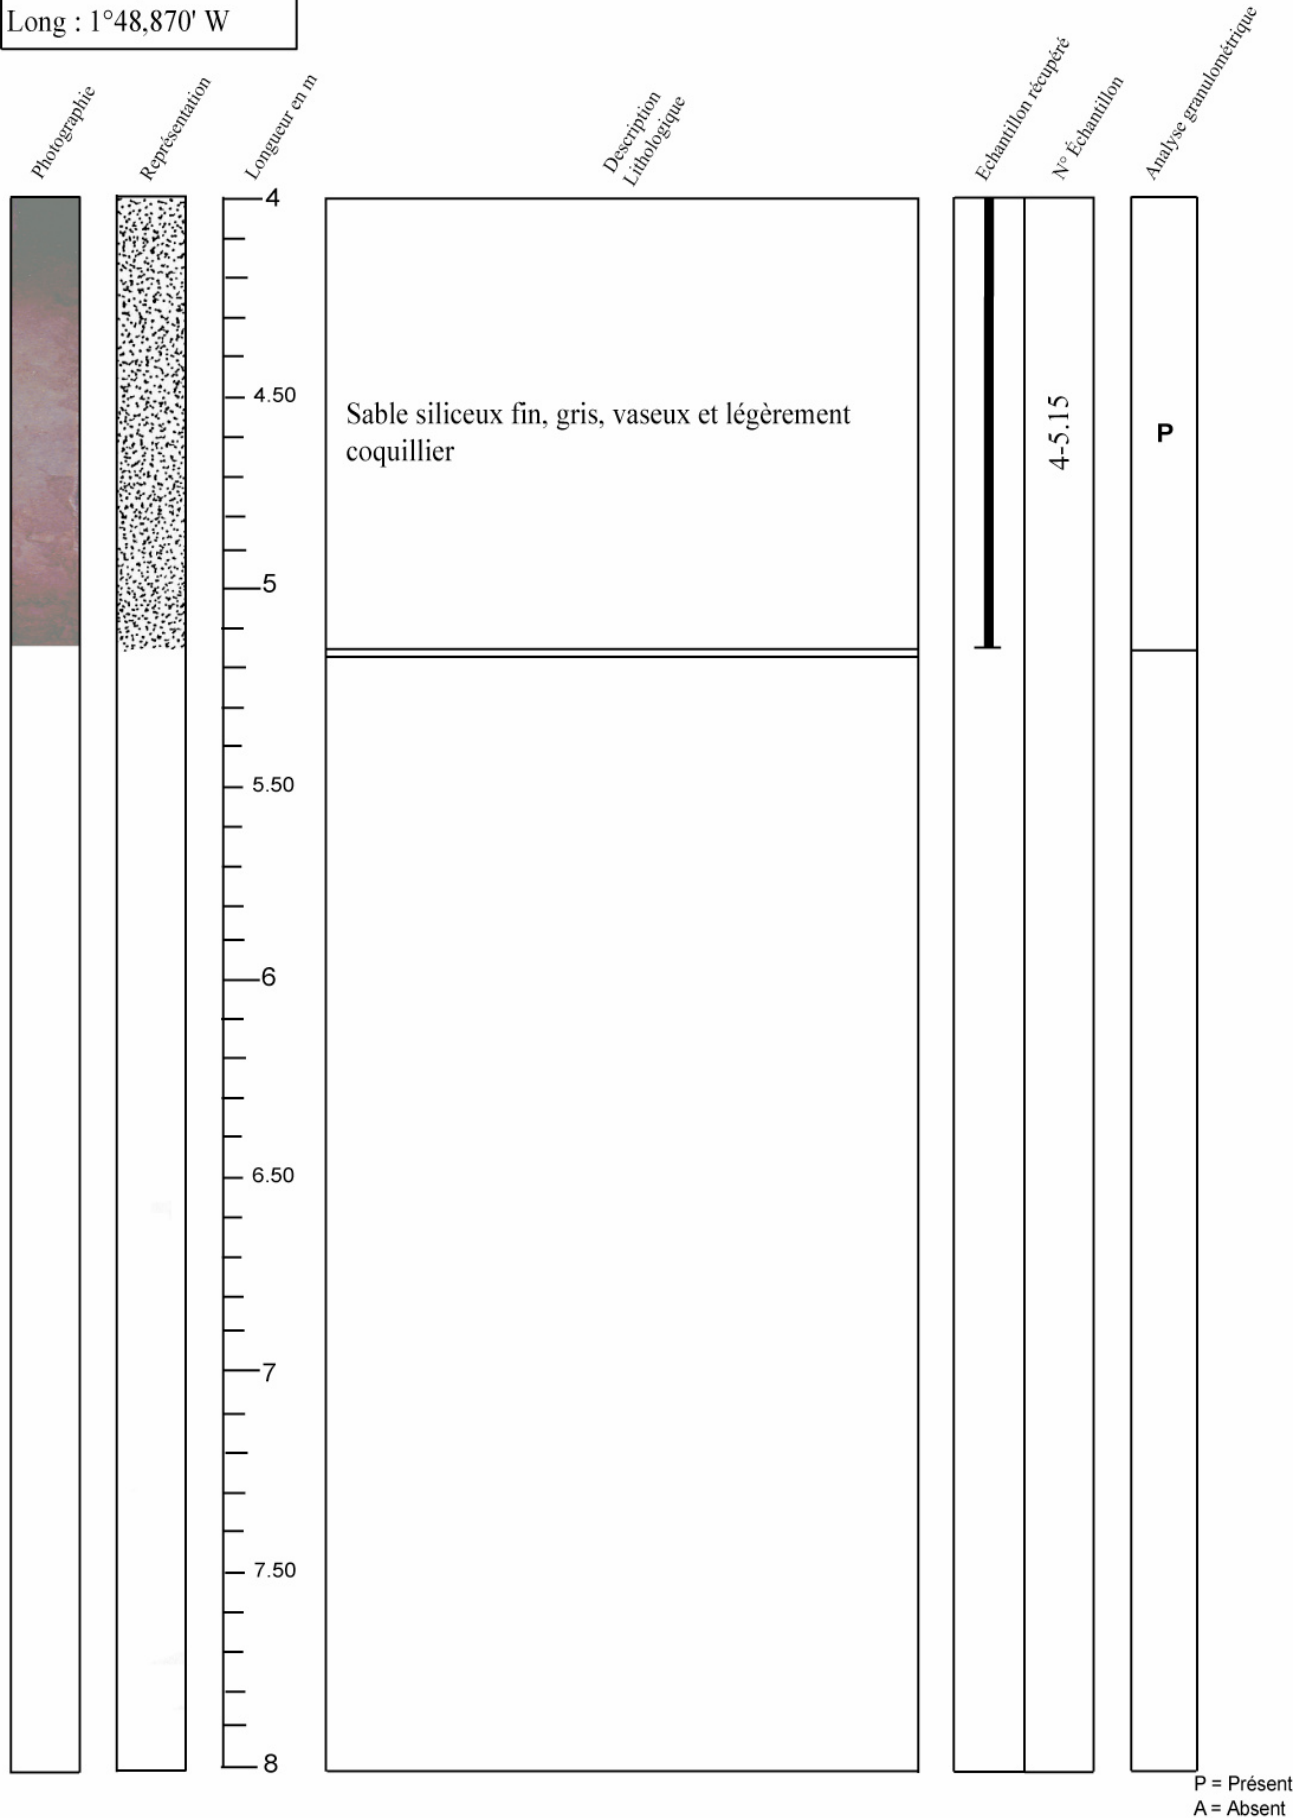 Long : 1°48,870' W
Photographie
Représentation
Longueur en m
Description
Lithologique
Echantillon récupéré
N° Échantillon
Analyse granulométrique
4
4.50
5
5.50
6
6.50
7
7.50
8
Sable siliceux fin, gris, vaseux et légèrement
coquillier
4-5.15
P
P = Présent
A = Absent